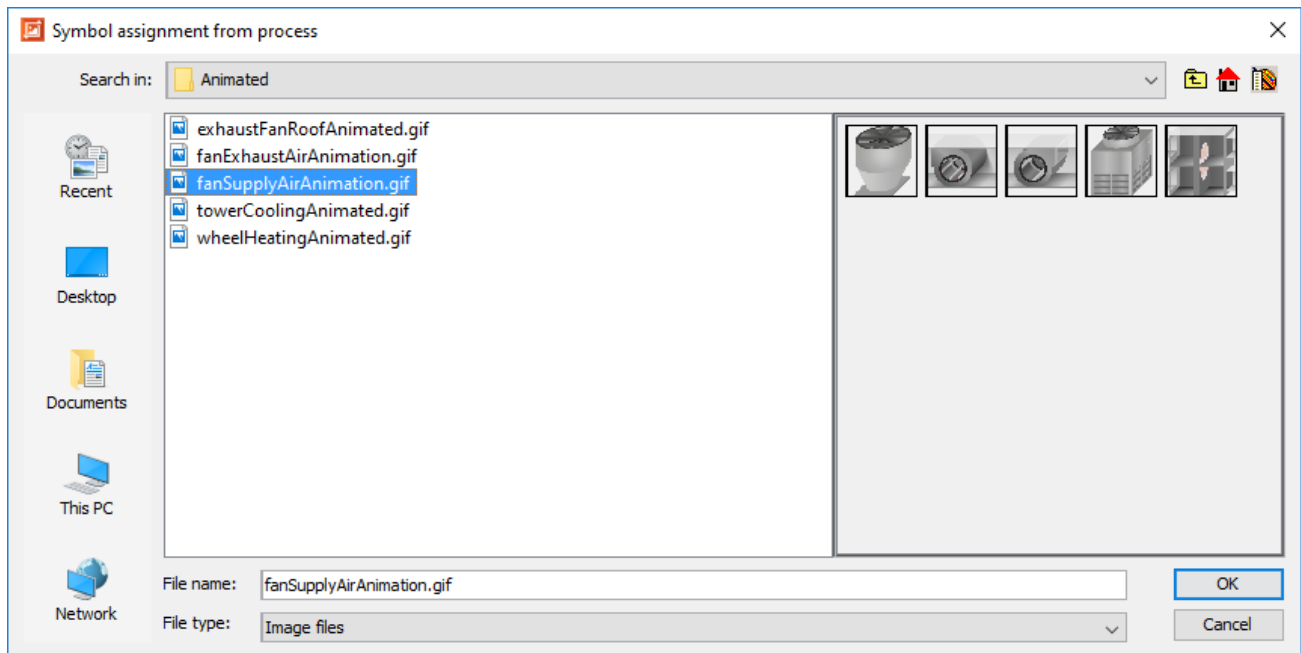 Symbol assignment from process
Search in: Animated
exhaustFanRoofAnimated.gif
fanExhaustAirAnimation.gif
fanSupplyAirAnimation.gif
towerCoolingAnimated.gif
wheelHeatingAnimated.gif
Recent
Desktop
Documents
This PC
Network
File name: fanSupplyAirAnimation.gif OK
File type: Image files Cancel